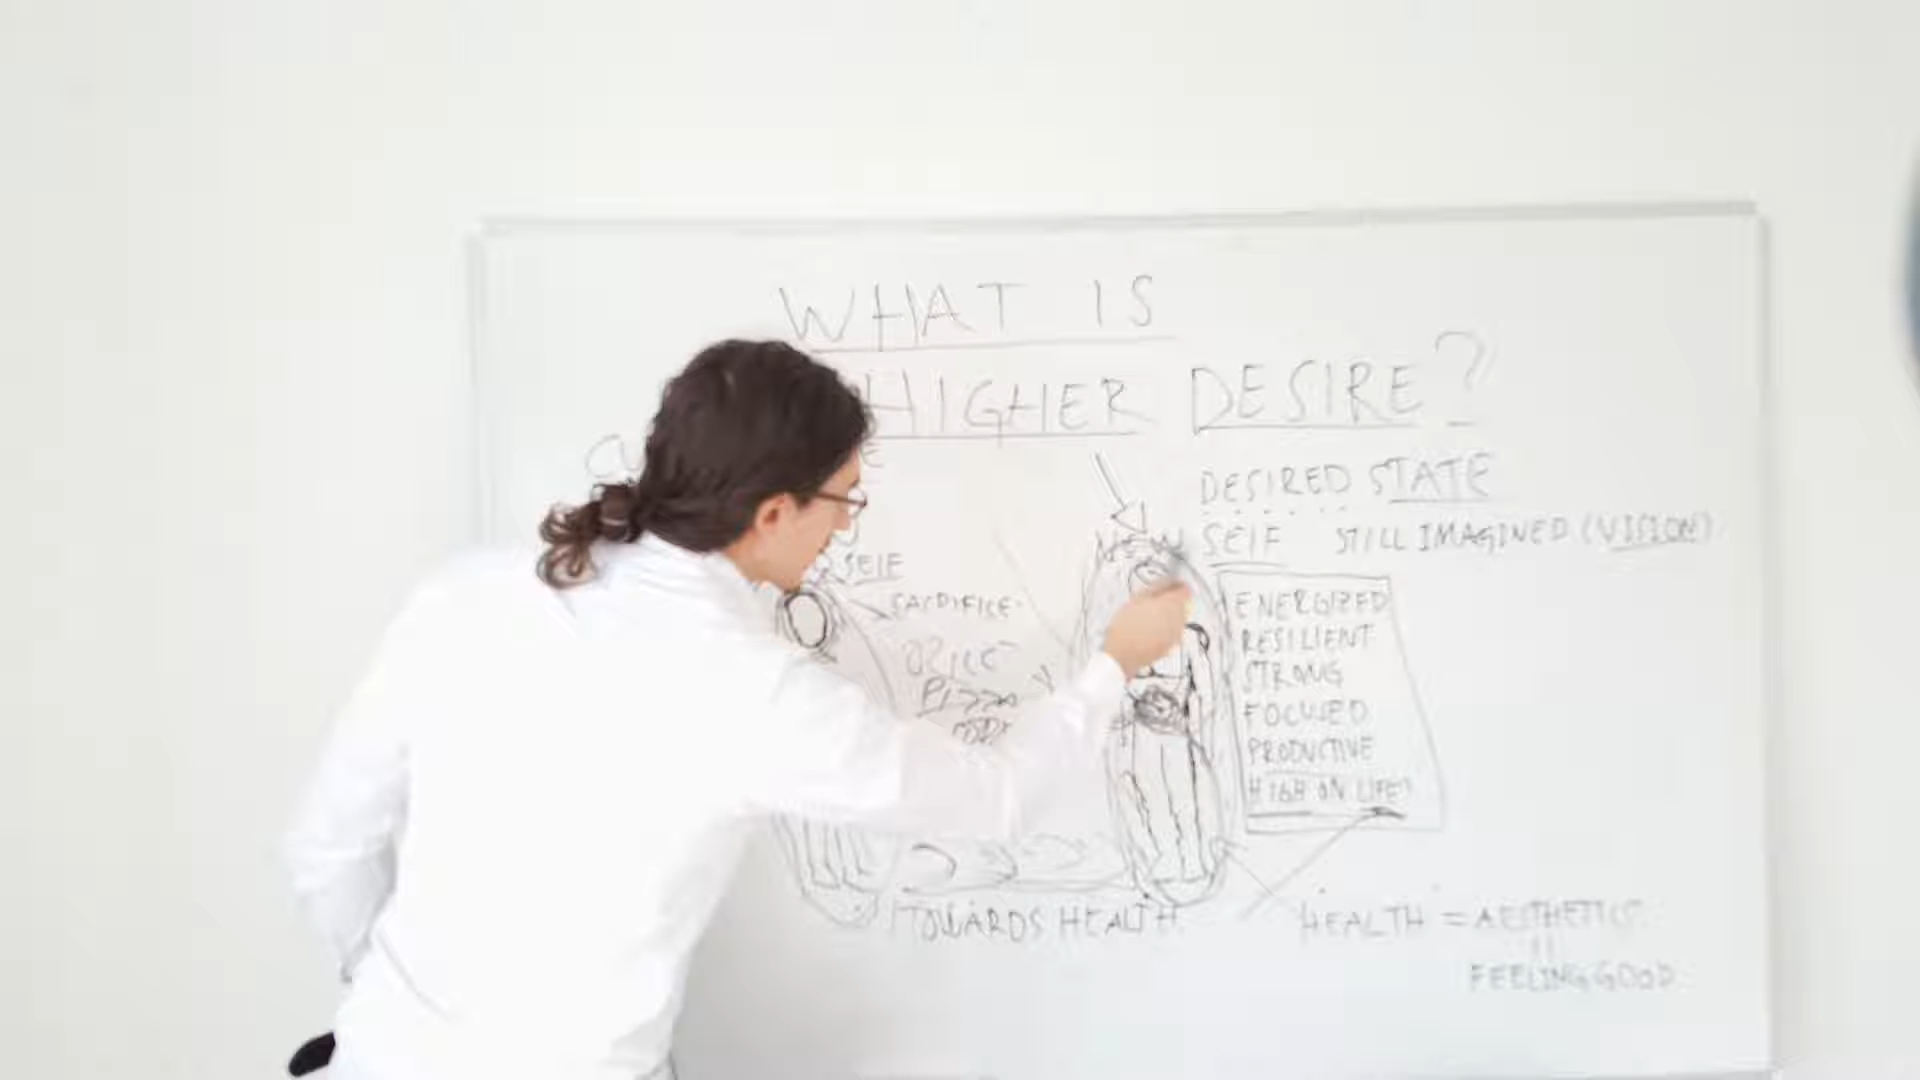 WHAT IS
HIGHER DESIRE?
DESIRED STATE
NEW SELF STILL IMAGINED (VISION)
SELF
SACRIFICE
PIZZA
ENERGIZED
RESILIENT
STRONG
FOCUSED
PRODUCTIVE
HIGH ON LIFE
TOWARDS HEALTH
HEALTH = AESTHETICS
=
FEELING GOOD